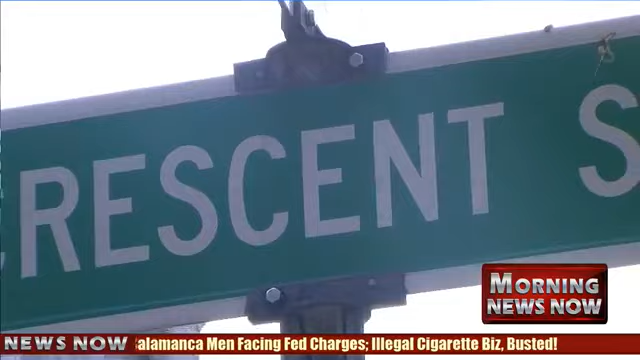 RESCENT S
MORNING
NEWS NOW
NEWS NOW alamanca Men Facing Fed Charges; Illegal Cigarette Biz, Busted!